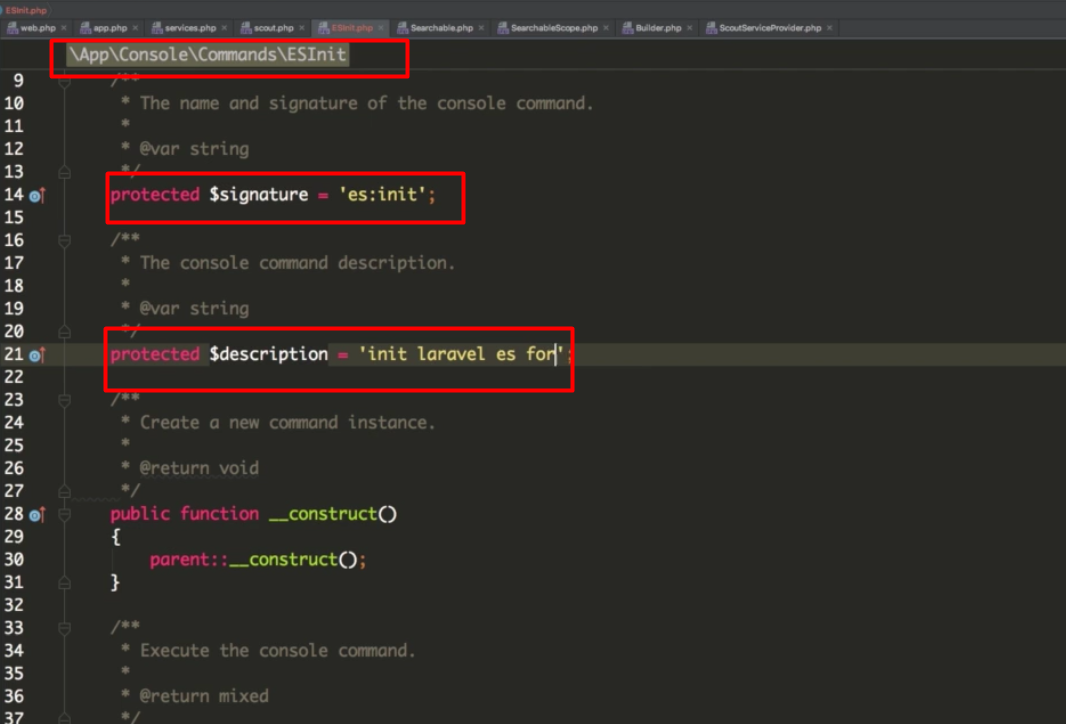 ESInit.php
web.php × app.php × services.php × scout.php × ESInit.php × Searchable.php × SearchableScope.php × Builder.php × ScoutServiceProvider.php ×
\App\Console\Commands\ESInit
9 /**
10 * The name and signature of the console command.
11 *
12 * @var string
13 */
14 protected $signature = 'es:init';
15
16 /**
17 * The console command description.
18 *
19 * @var string
20 */
21 protected $description = 'init laravel es for';
22
23 /**
24 * Create a new command instance.
25 *
26 * @return void
27 */
28 public function __construct()
29 {
30 parent::__construct();
31 }
32
33 /**
34 * Execute the console command.
35 *
36 * @return mixed
37 */